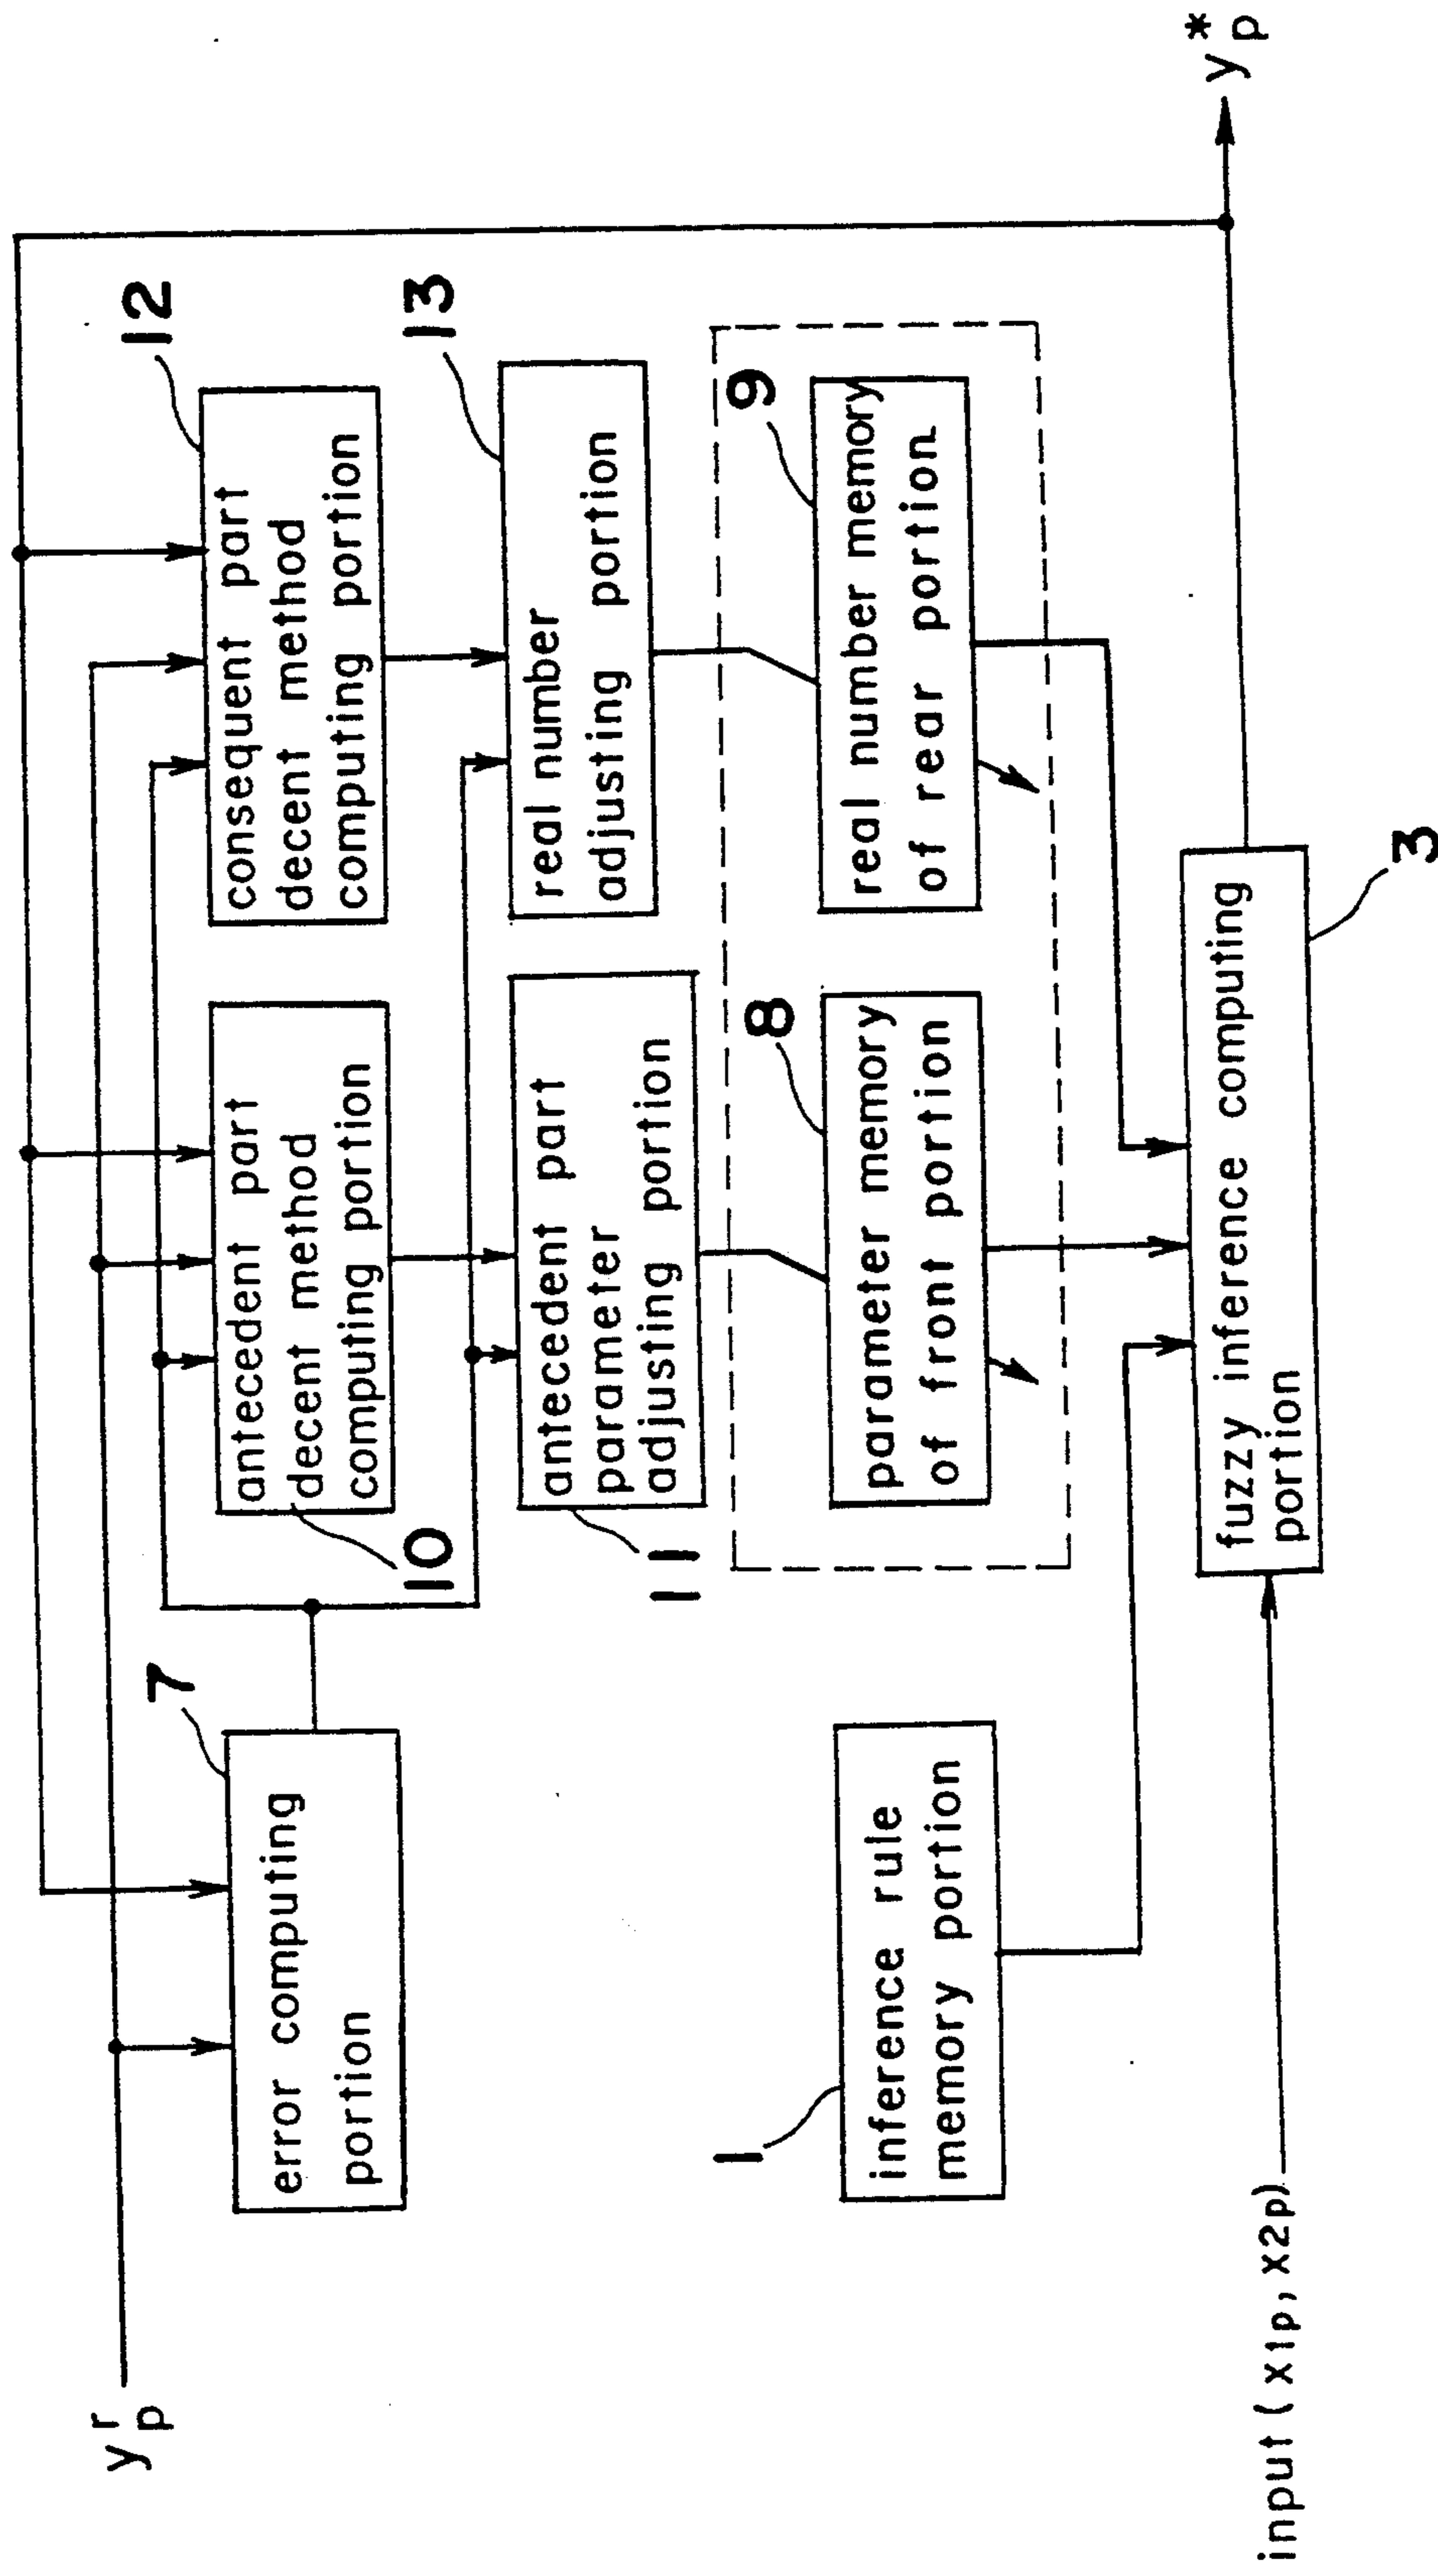 y_p^r
error computing
portion
7
antecedent part
decent method
computing portion
10
consequent part
decent method
computing portion
12
antecedent part
parameter
adjusting portion
11
real number
adjusting portion
13
parameter memory
of front portion
8
real number memory
of rear portion
9
inference rule
memory portion
1
fuzzy inference computing
portion
3
input (x1p, x2p)
y_p^*